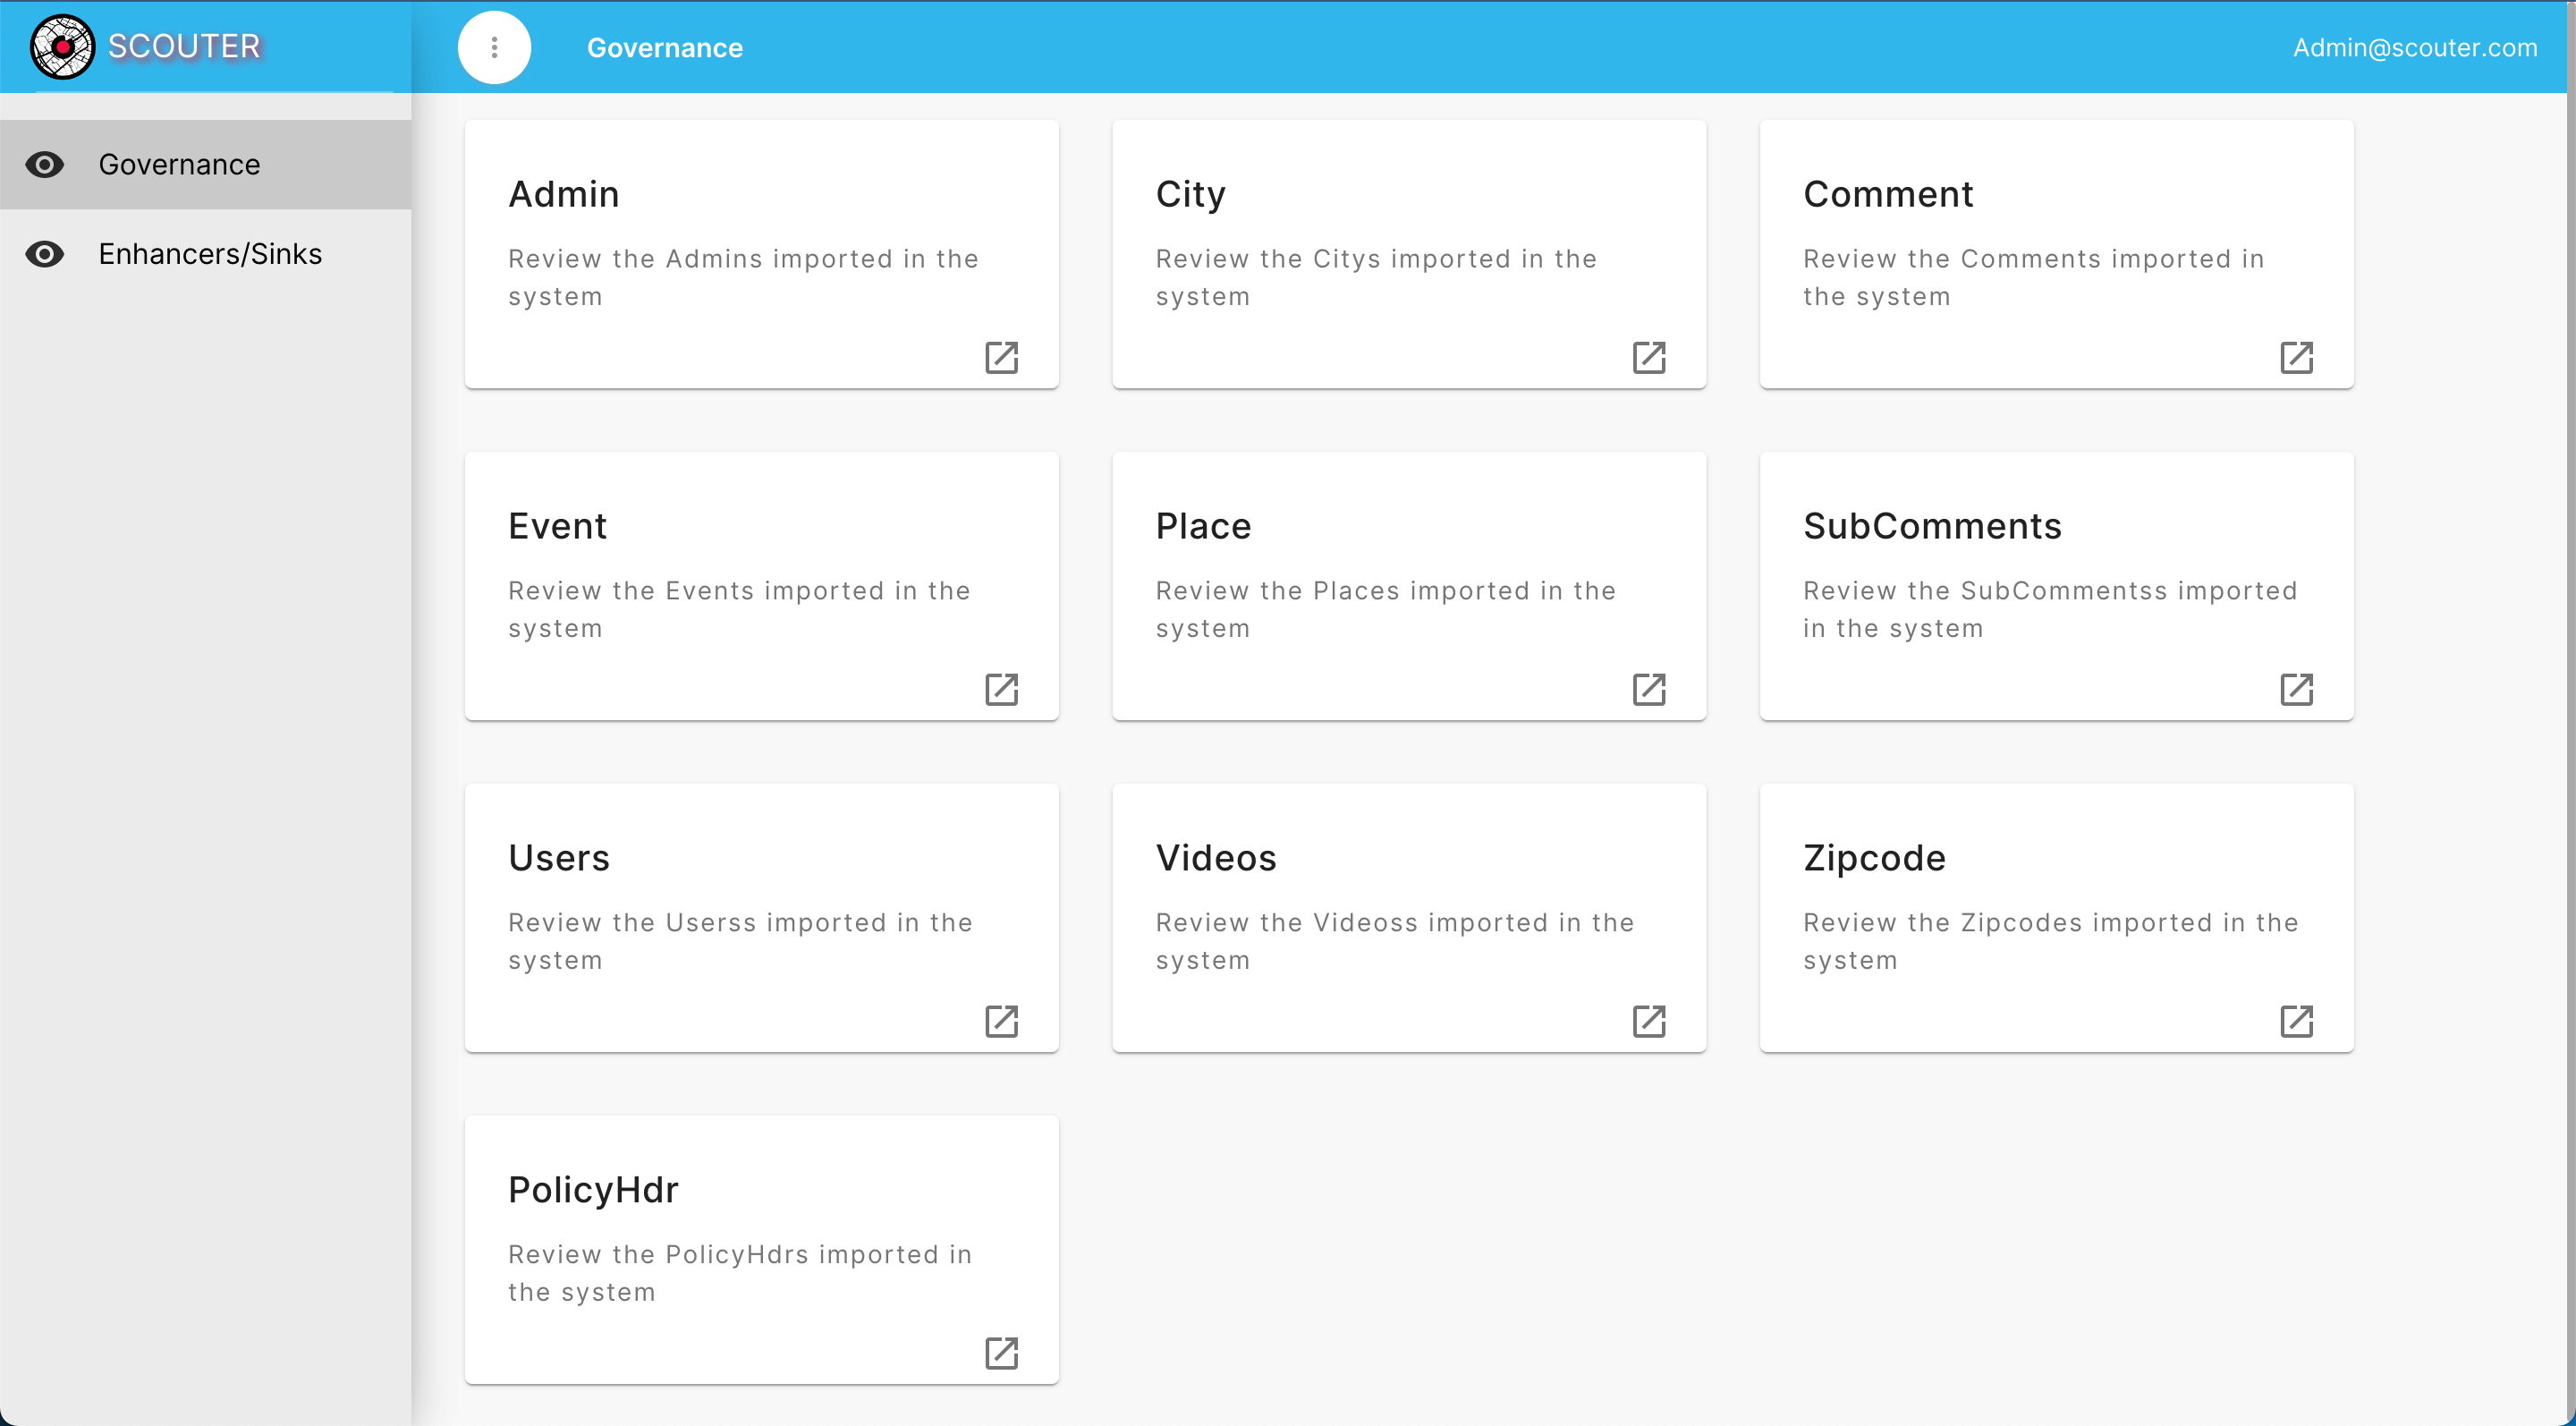 SCOUTER
Governance
Admin@scouter.com
Governance
Enhancers/Sinks
Admin
Review the Admins imported in the
system
City
Review the Citys imported in the
system
Comment
Review the Comments imported in
the system
Event
Review the Events imported in the
system
Place
Review the Places imported in the
system
SubComments
Review the SubCommentss imported
in the system
Users
Review the Userss imported in the
system
Videos
Review the Videoss imported in the
system
Zipcode
Review the Zipcodes imported in the
system
PolicyHdr
Review the PolicyHdrs imported in
the system